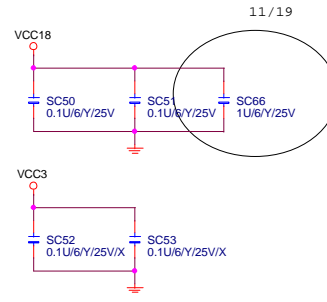 11/19
VCC18
SC50 SC51 SC66
0.1U/6/Y/25V 0.1U/6/Y/25V 1U/6/Y/25V
VCC3
SC52 SC53
0.1U/6/Y/25V/X 0.1U/6/Y/25V/X